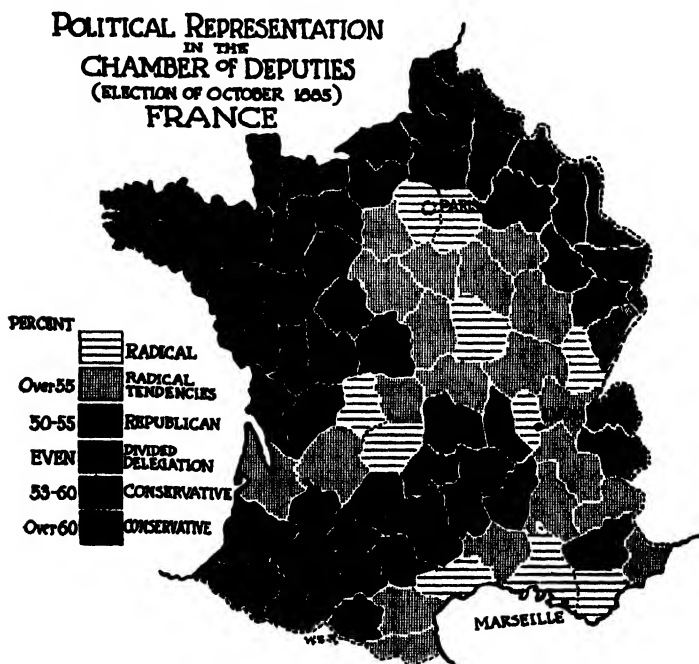 POLITICAL REPRESENTATION
IN THE
CHAMBER OF DEPUTIES
(ELECTION OF OCTOBER 1885)
FRANCE
PARIS
PERCENT
RADICAL
Over 55 RADICAL TENDENCIES
50-55 REPUBLICAN
EVEN DIVIDED DELEGATION
53-60 CONSERVATIVE
Over 60 CONSERVATIVE
MARSEILLE